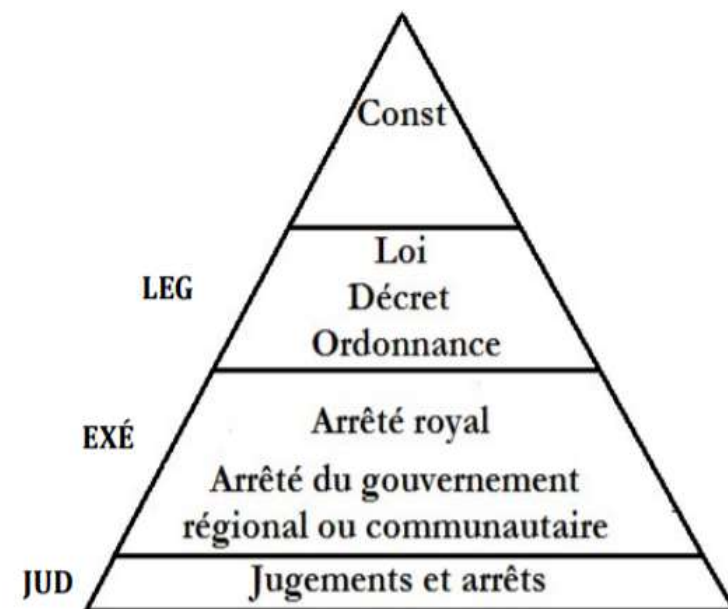 Const
Loi
LEG
Décret
Ordonnance
Arrêté royal
EXÉ
Arrêté du gouvernement
régional ou communautaire
JUD
Jugements et arrêts